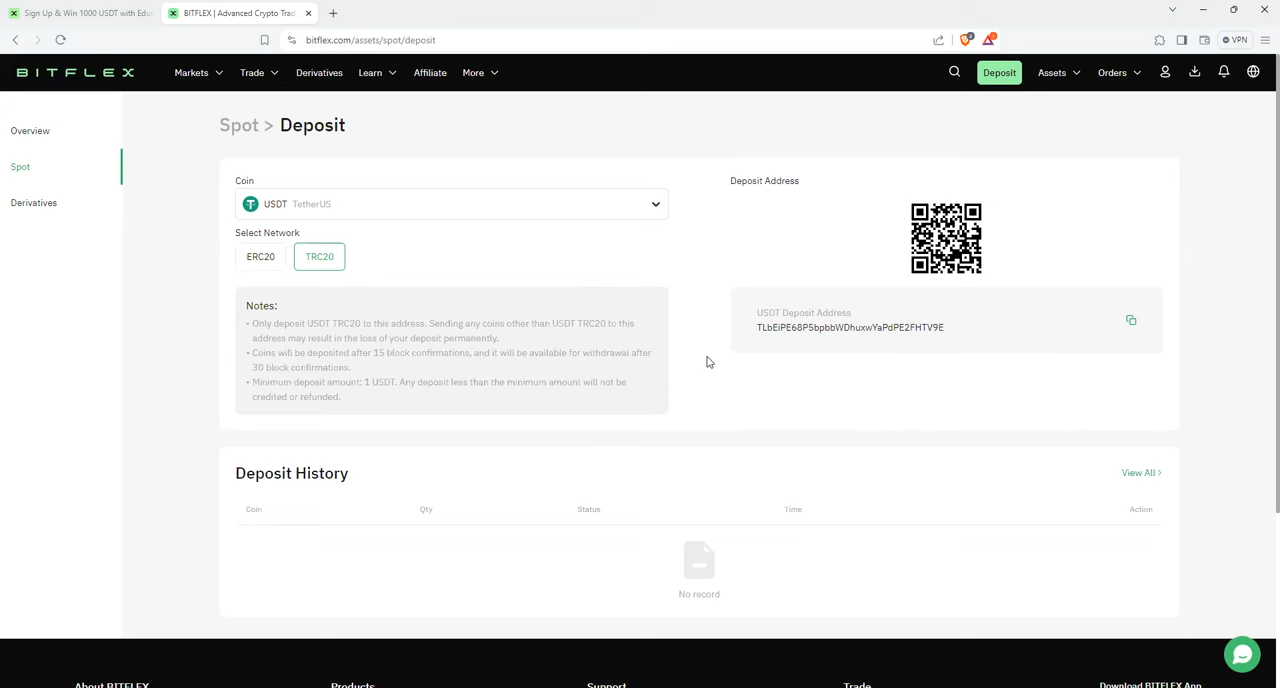 Sign Up & Win 1000 USDT with Edu
BITFLEX | Advanced Crypto Trad
bitflex.com/assets/spot/deposit
VPN
BITFLEX
Markets
Trade
Derivatives
Learn
Affiliate
More
Deposit
Assets
Orders
Overview
Spot
Derivatives
Spot > Deposit
Coin
USDT TetherUS
Select Network
ERC20
TRC20
Notes:
• Only deposit USDT TRC20 to this address. Sending any coins other than USDT TRC20 to this
address may result in the loss of your deposit permanently.
• Coins will be deposited after 15 block confirmations, and it will be available for withdrawal after
30 block confirmations.
• Minimum deposit amount: 1 USDT. Any deposit less than the minimum amount will not be
credited or refunded.
Deposit Address
USDT Deposit Address
TLbEiPE68P5bpbbWDhuxwYaPdPE2FHTV9E
Deposit History
View All >
Coin
Qty
Status
Time
Action
No record
About BITFLEX
Products
Support
Trade
Download BITFLEX App